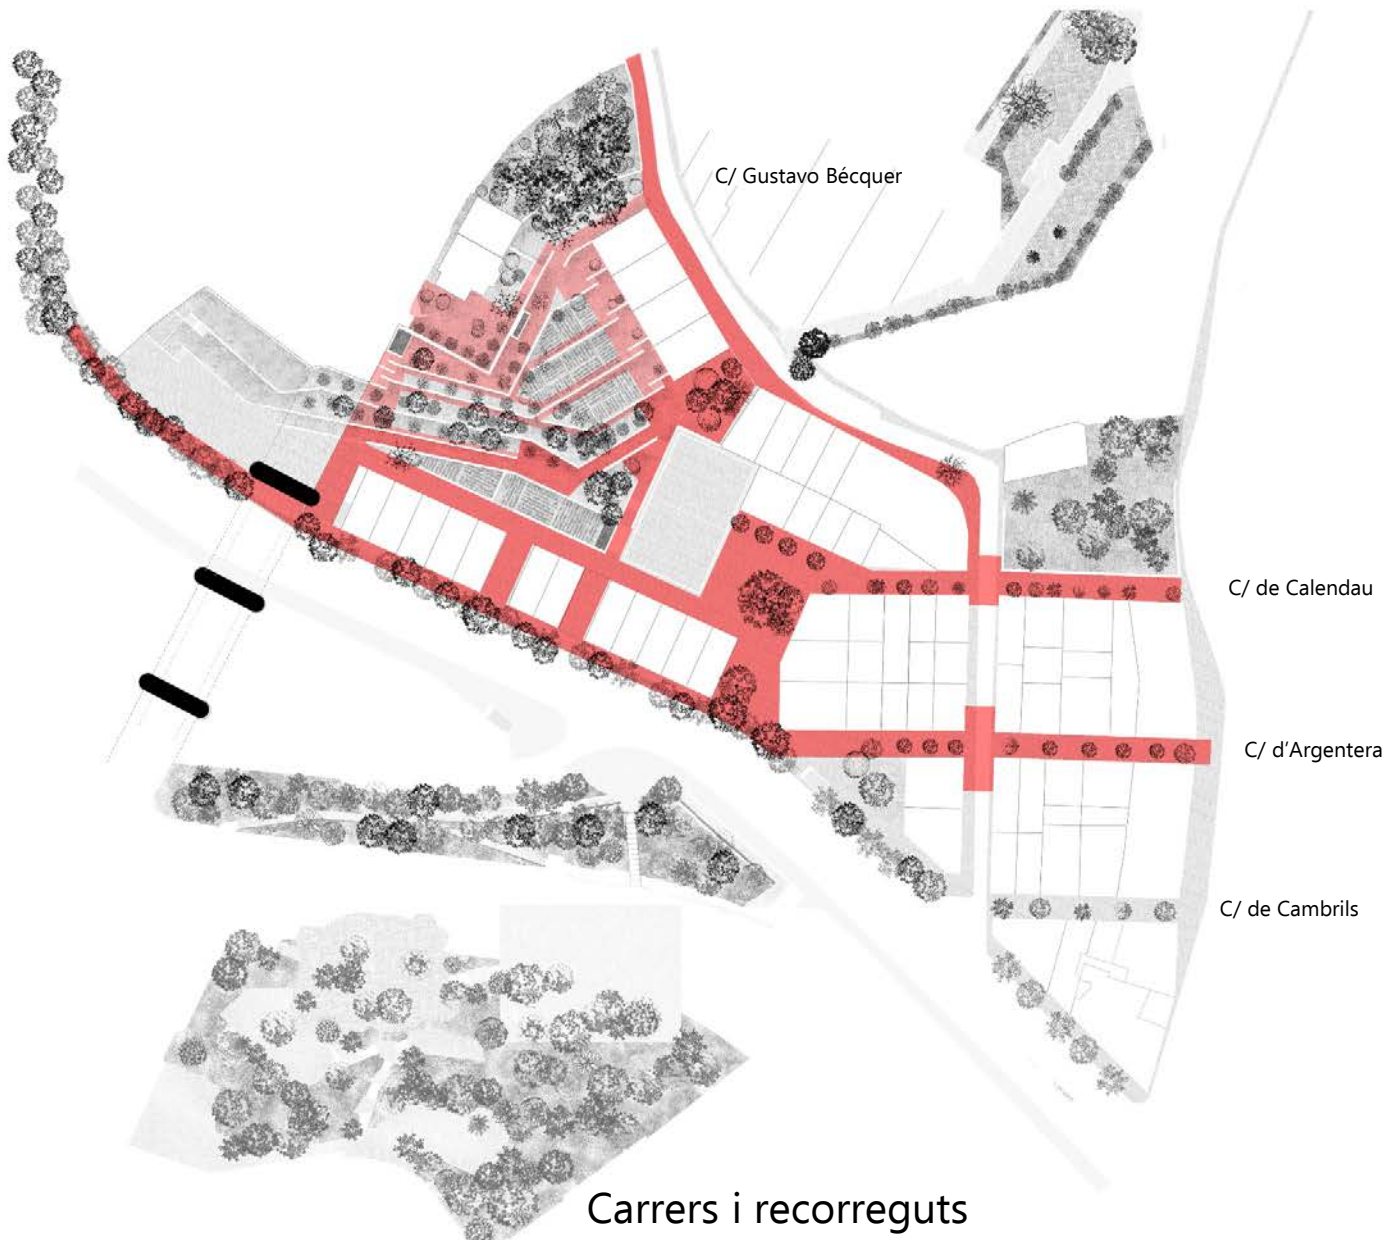 C/ Gustavo Bécquer
C/ de Calendau
C/ d'Argentera
C/ de Cambrils
Carrers i recorreguts